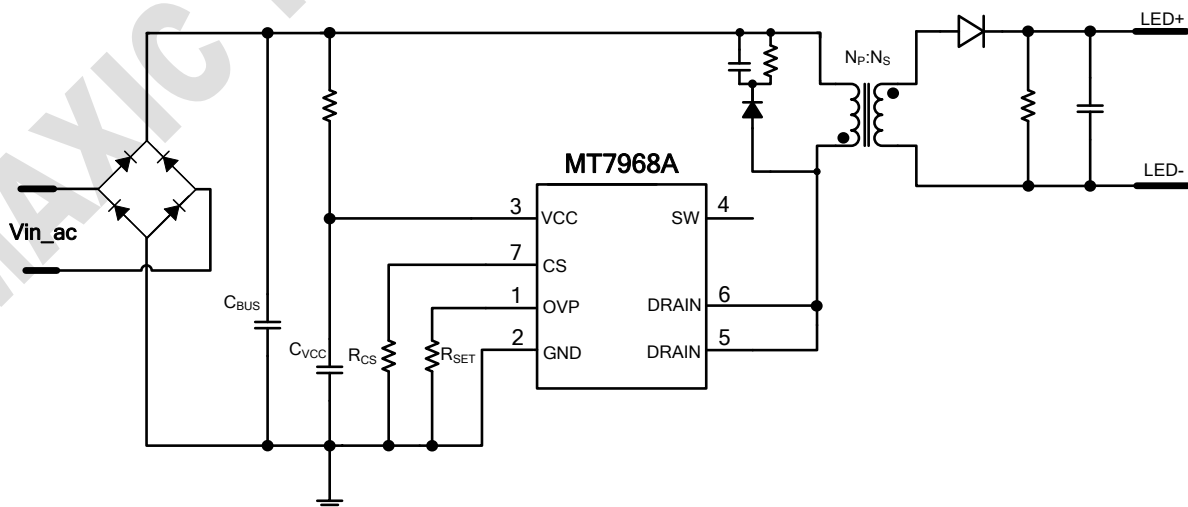 MAXIC
LED+
NP:NS
MT7968A
LED-
3
VCC
SW
4
Vin_ac
7
CS
CBUS
1
OVP
DRAIN
6
CVCC
RCS
RSET
2
GND
DRAIN
5